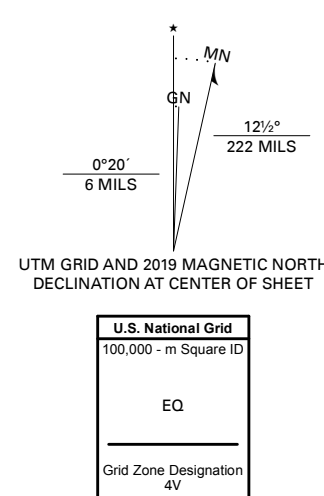 MN
GN
12½°
222 MILS
0°20´
6 MILS
UTM GRID AND 2019 MAGNETIC NORTH
DECLINATION AT CENTER OF SHEET
U.S. National Grid
100,000 - m Square ID
EQ
Grid Zone Designation
4V